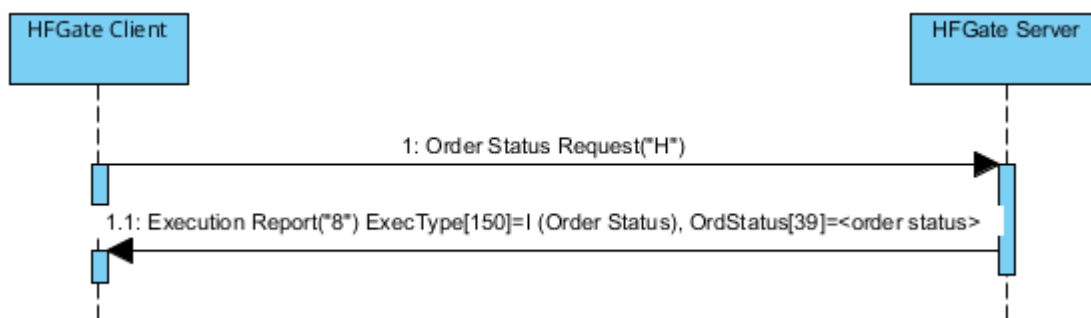 HFGate Client
HFGate Server
1: Order Status Request("H")
1.1: Execution Report("8") ExecType[150]=I (Order Status), OrdStatus[39]=<order status>